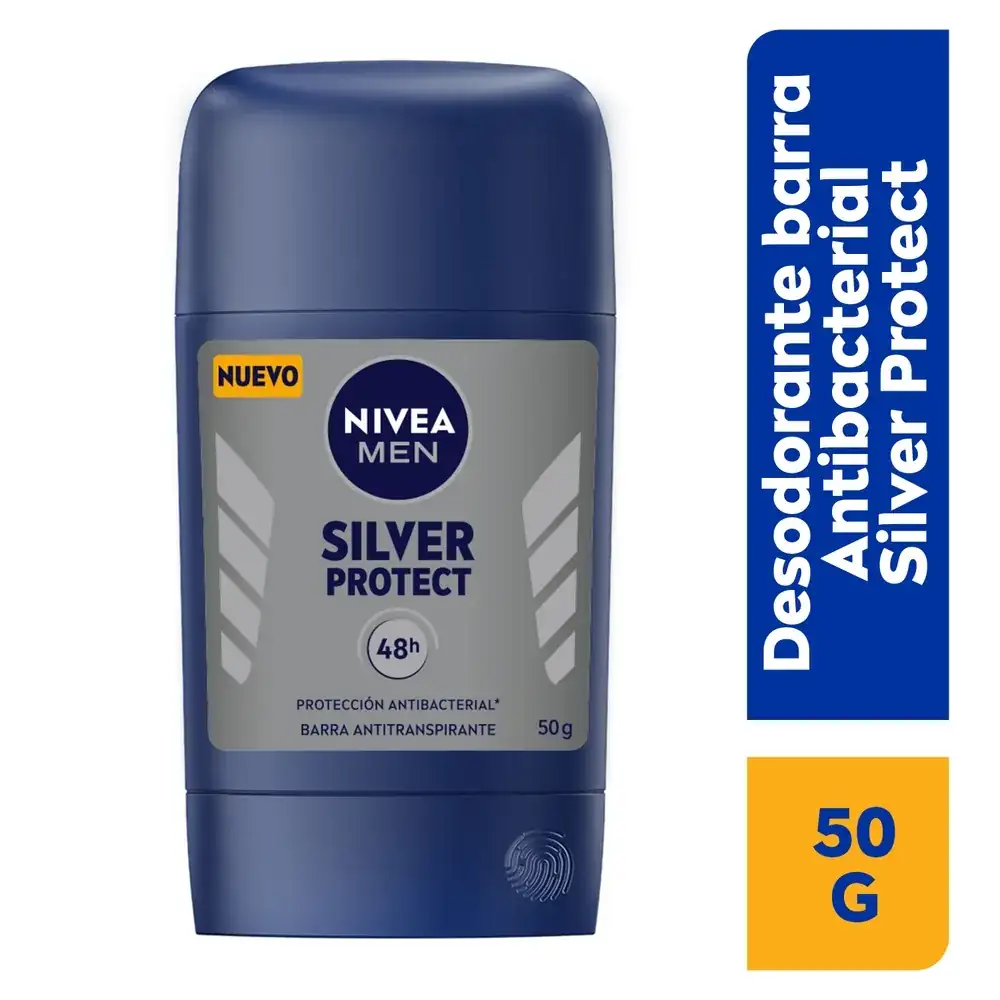 NUEVO
NIVEA
MEN
SILVER
PROTECT
48h
PROTECCIÓN ANTIBACTERIAL*
BARRA ANTITRANSPIRANTE
50g
Desodorante barra
Antibacterial
Silver Protect
50
G